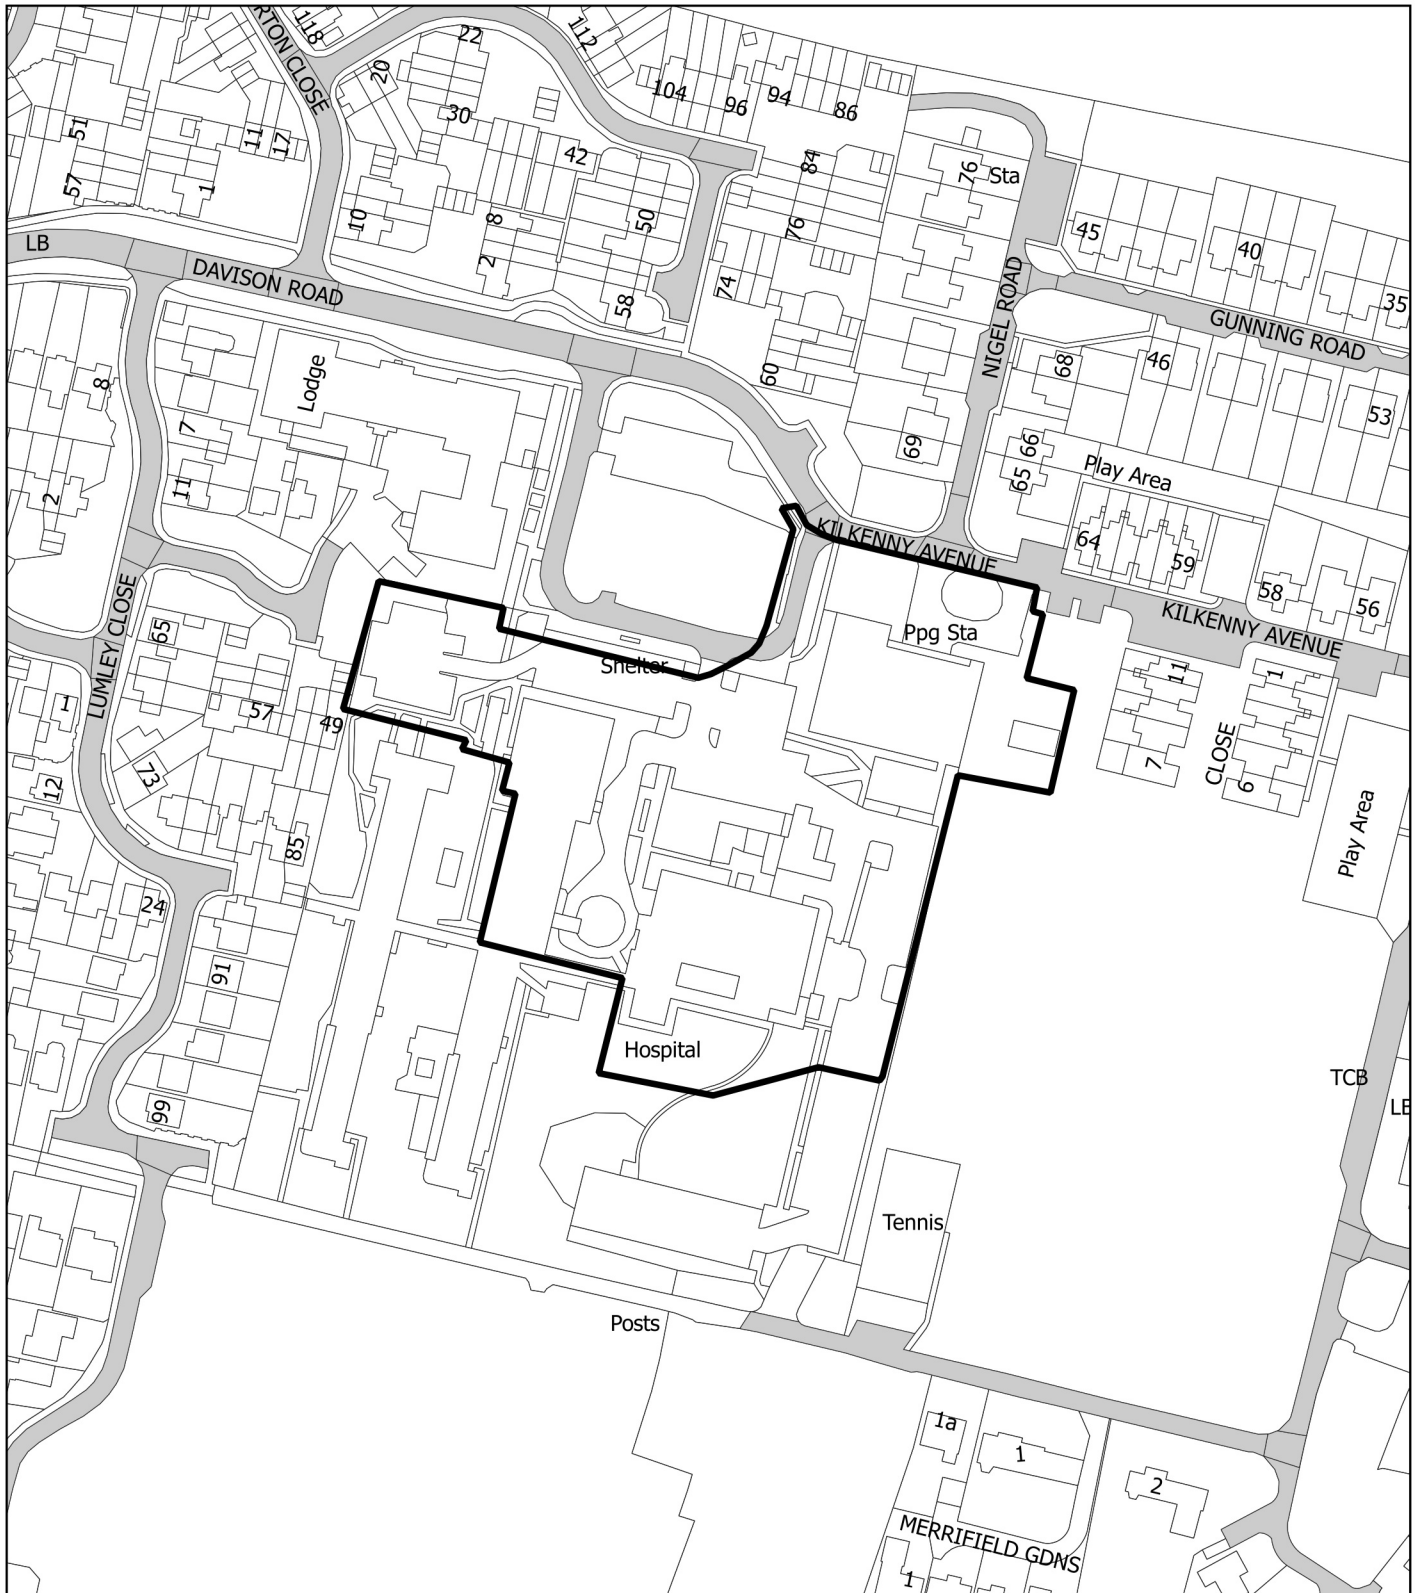 RTON CLOSE
118
22
112
20
30
104
96
94
86
51
11
17
57
1
42
84
76
Sta
10
8
50
76
45
40
LB
2
DAVISON ROAD
58
74
NIGEL ROAD
35
GUNNING ROAD
8
Lodge
60
68
46
7
69
66
53
65
Play Area
2
11
KILKENNY AVENUE
64
59
58
56
LUMLEY CLOSE
65
Ppg Sta
KILKENNY AVENUE
Shelter
11
1
1
57
49
CLOSE
73
7
6
12
85
Play Area
24
91
Hospital
TCB
99
LB
Tennis
Posts
1a
1
2
MERRIFIELD GDNS
1